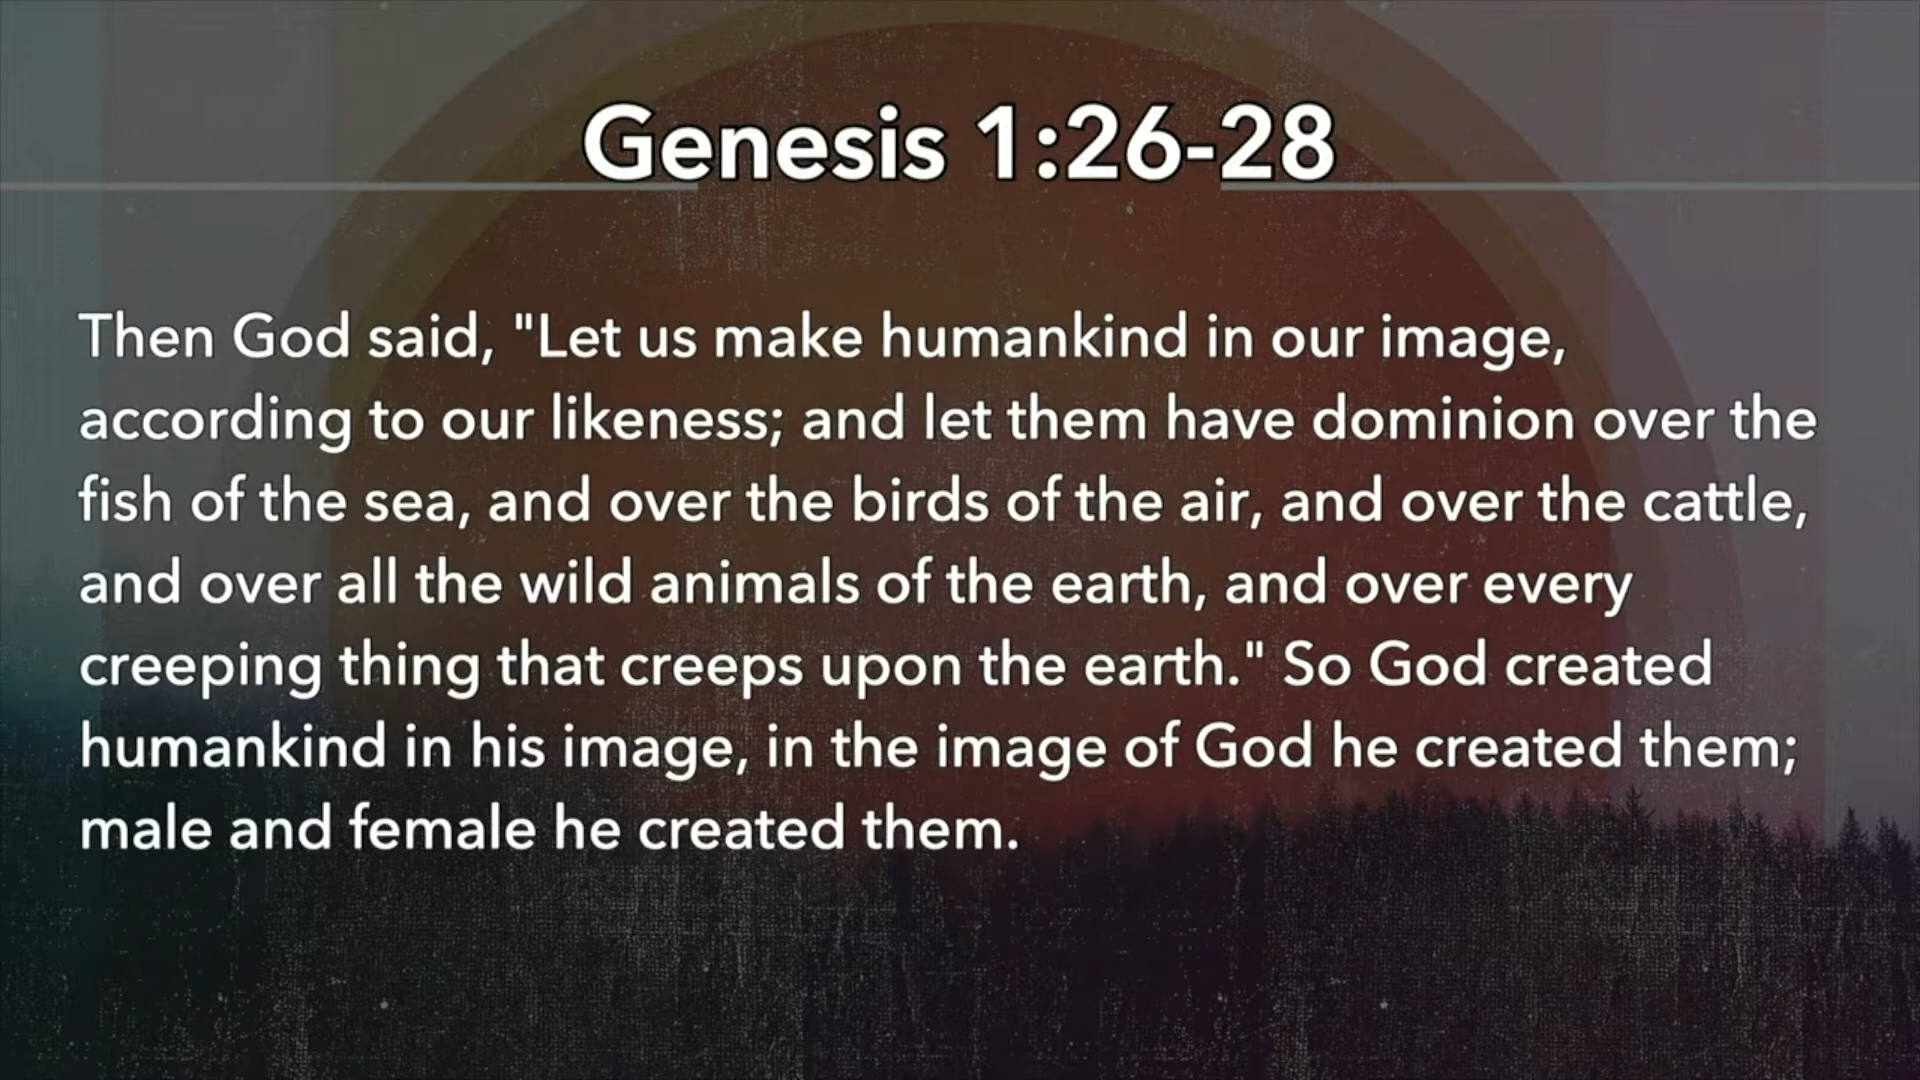 Genesis 1:26-28
Then God said, "Let us make humankind in our image,
according to our likeness; and let them have dominion over the
fish of the sea, and over the birds of the air, and over the cattle,
and over all the wild animals of the earth, and over every
creeping thing that creeps upon the earth." So God created
humankind in his image, in the image of God he created them;
male and female he created them.